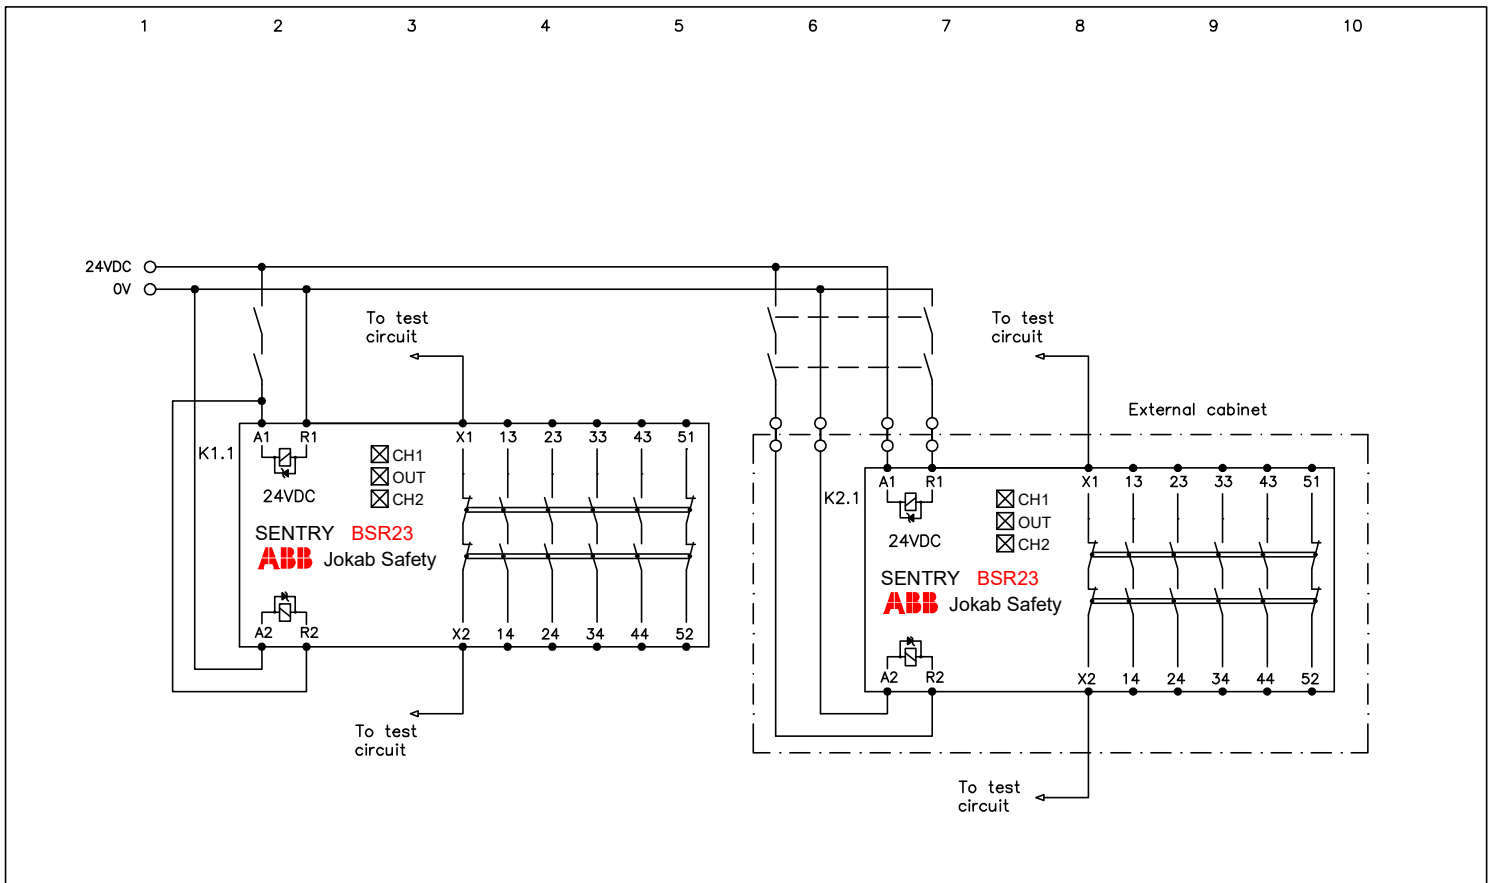 1 2 3 4 5 6 7 8 9 10
24VDC
0V
To test
circuit
To test
circuit
External cabinet
K1.1
A1 R1 X1 13 23 33 43 51
CH1
OUT
CH2
24VDC
SENTRY BSR23
ABB Jokab Safety
A2 R2 X2 14 24 34 44 52
To test
circuit
K2.1
A1 R1 X1 13 23 33 43 51
CH1
OUT
CH2
24VDC
SENTRY BSR23
ABB Jokab Safety
A2 R2 X2 14 24 34 44 52
To test
circuit